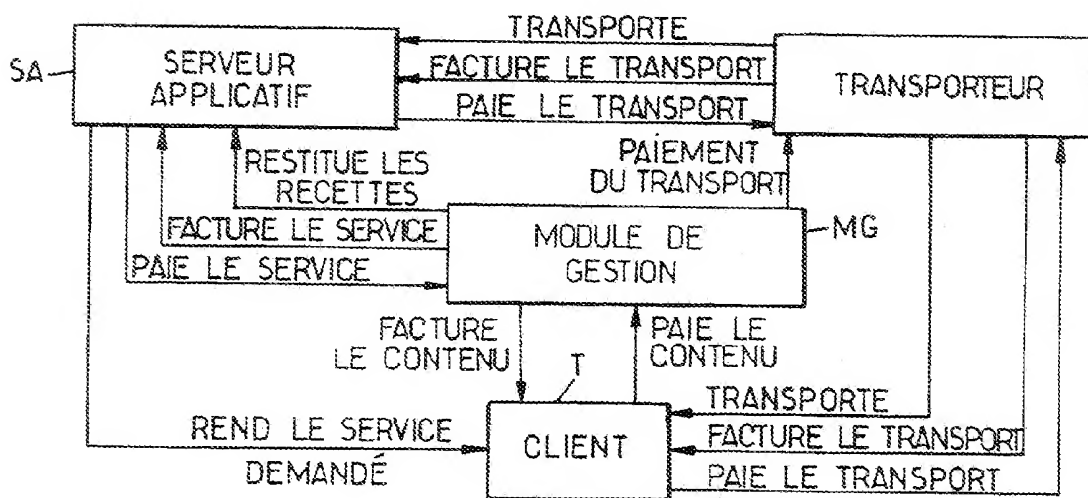 TRANSPORTE
SA
SERVEUR
APPLICATIF
FACTURE LE TRANSPORT
TRANSPORTEUR
PAIE LE TRANSPORT
RESTITUE LES
RECETTES
PAIEMENT
DU TRANSPORT
FACTURE LE SERVICE
MODULE DE
GESTION
MG
PAIE LE SERVICE
FACTURE
LE CONTENU
PAIE LE
CONTENU
T
TRANSPORTE
REND LE SERVICE
DEMANDÉ
CLIENT
FACTURE LE TRANSPORT
PAIE LE TRANSPORT